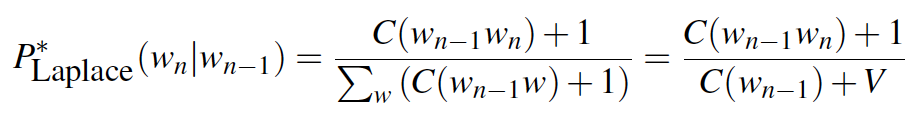 P*Laplace(wn|wn−1) = C(wn−1wn)+1 / ∑w (C(wn−1w)+1) = C(wn−1wn)+1 / C(wn−1)+V